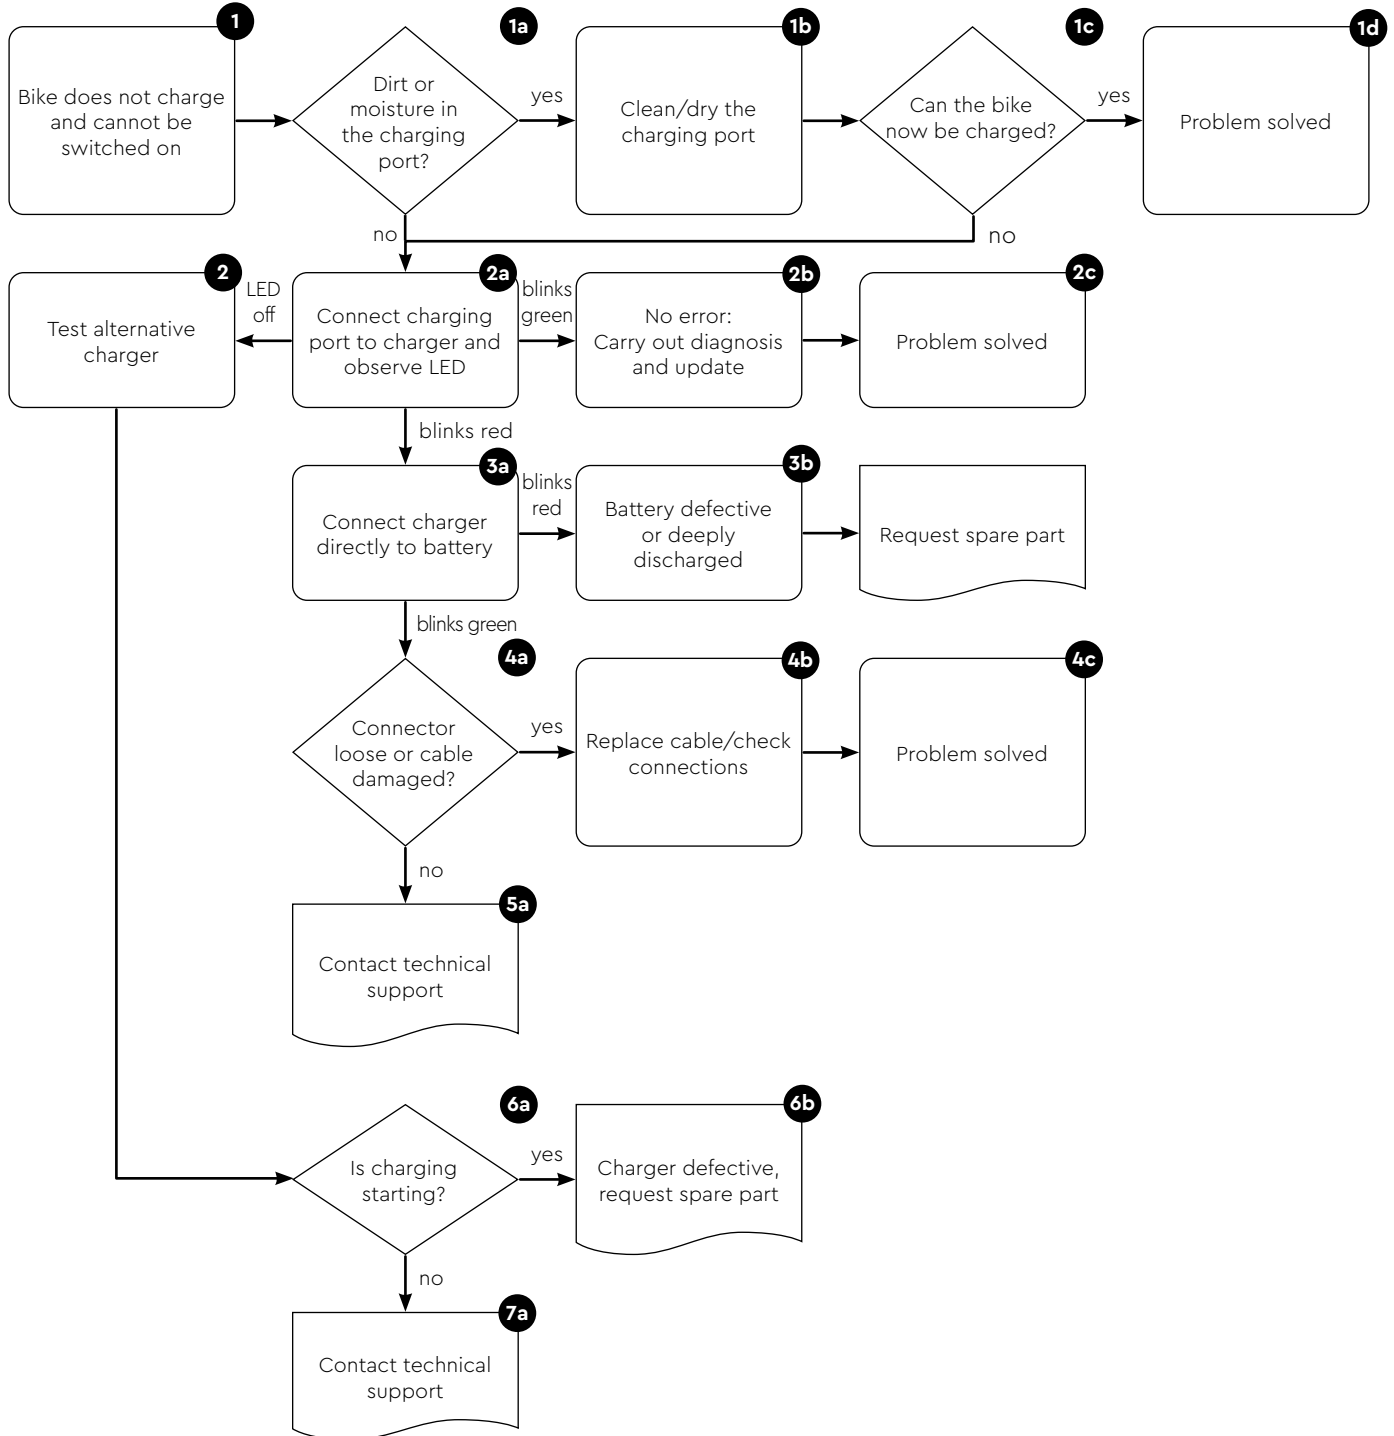 1
Bike does not charge
and cannot be
switched on
1a
Dirt or
moisture in
the charging
port?
yes
1b
Clean/dry the
charging port
1c
Can the bike
now be charged?
yes
1d
Problem solved
no
no
2
Test alternative
charger
LED
off
2a
Connect charging
port to charger and
observe LED
blinks
green
2b
No error:
Carry out diagnosis
and update
2c
Problem solved
blinks red
3a
Connect charger
directly to battery
blinks
red
3b
Battery defective
or deeply
discharged
Request spare part
blinks green
4a
Connector
loose or cable
damaged?
yes
4b
Replace cable/check
connections
4c
Problem solved
no
5a
Contact technical
support
6a
Is charging
starting?
yes
6b
Charger defective,
request spare part
no
7a
Contact technical
support